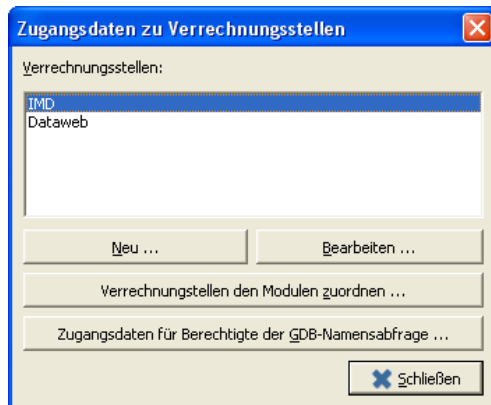 Zugangsdaten zu Verrechnungsstellen
Verrechnungsstellen:
IMD
Dataweb
Neu ...
Bearbeiten ...
Verrechnungstellen den Modulen zuordnen ...
Zugangsdaten für Berechtigte der GDB-Namensabfrage ...
Schließen